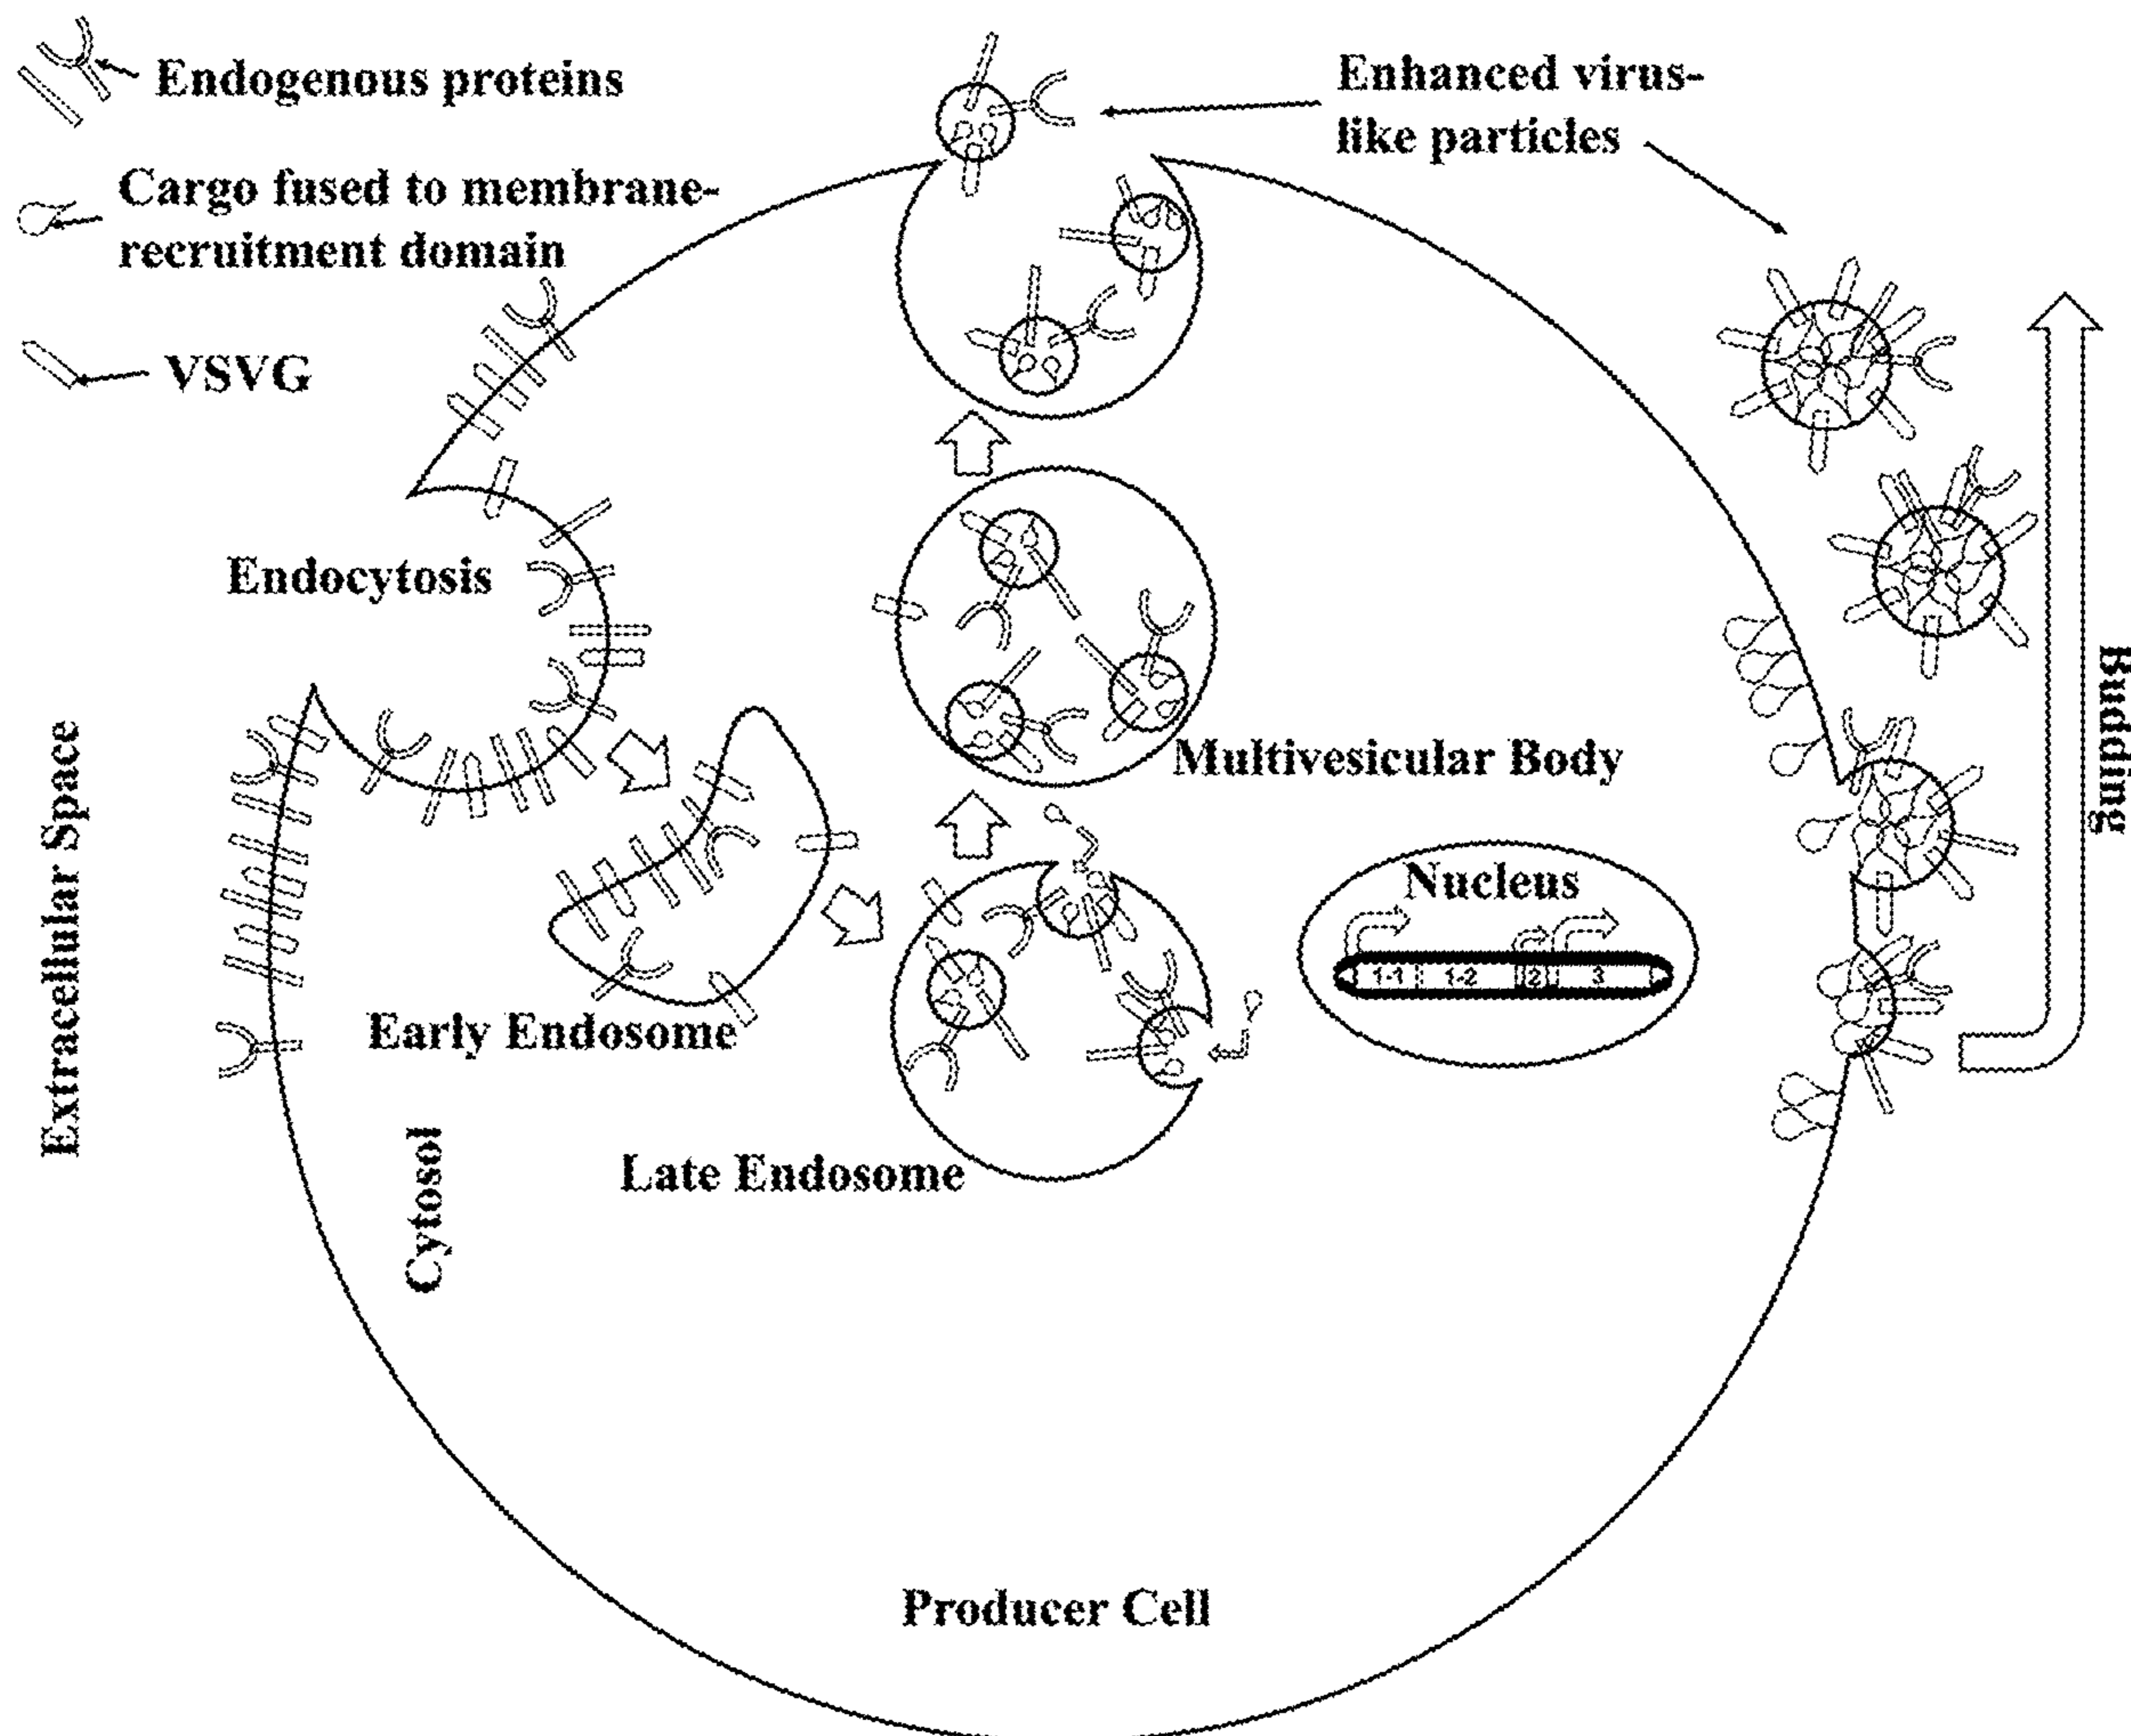 Endogenous proteins
Cargo fused to membrane-
recruitment domain
VSVG
Enhanced virus-
like particles
Endocytosis
Extracellular Space
Multivesicular Body
Budding
Nucleus
1-1 1-2 2 3
Early Endosome
Late Endosome
Cytosol
Producer Cell